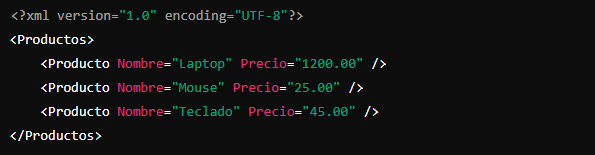 <?xml version="1.0" encoding="UTF-8"?>
<Productos>
    <Producto Nombre="Laptop" Precio="1200.00" />
    <Producto Nombre="Mouse" Precio="25.00" />
    <Producto Nombre="Teclado" Precio="45.00" />
</Productos>